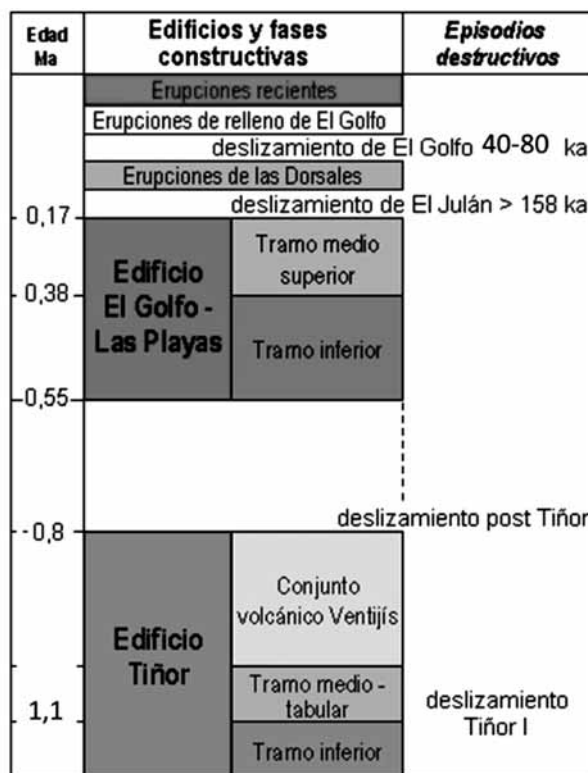 Edad
Ma
Edificios y fases
constructivas
Episodios
destructivos
Erupciones recientes
Erupciones de relleno de El Golfo
deslizamiento de El Golfo 40-80 ka
Erupciones de las Dorsales
deslizamiento de El Julán > 158 ka
0,17
Edificio
El Golfo -
Las Playas
Tramo medio
superior
0,38
Tramo inferior
0,55
deslizamiento post Tiñor
0,8
Edificio
Tiñor
Conjunto
volcánico Ventijís
Tramo medio -
tabular
deslizamiento
Tiñor I
1,1
Tramo inferior